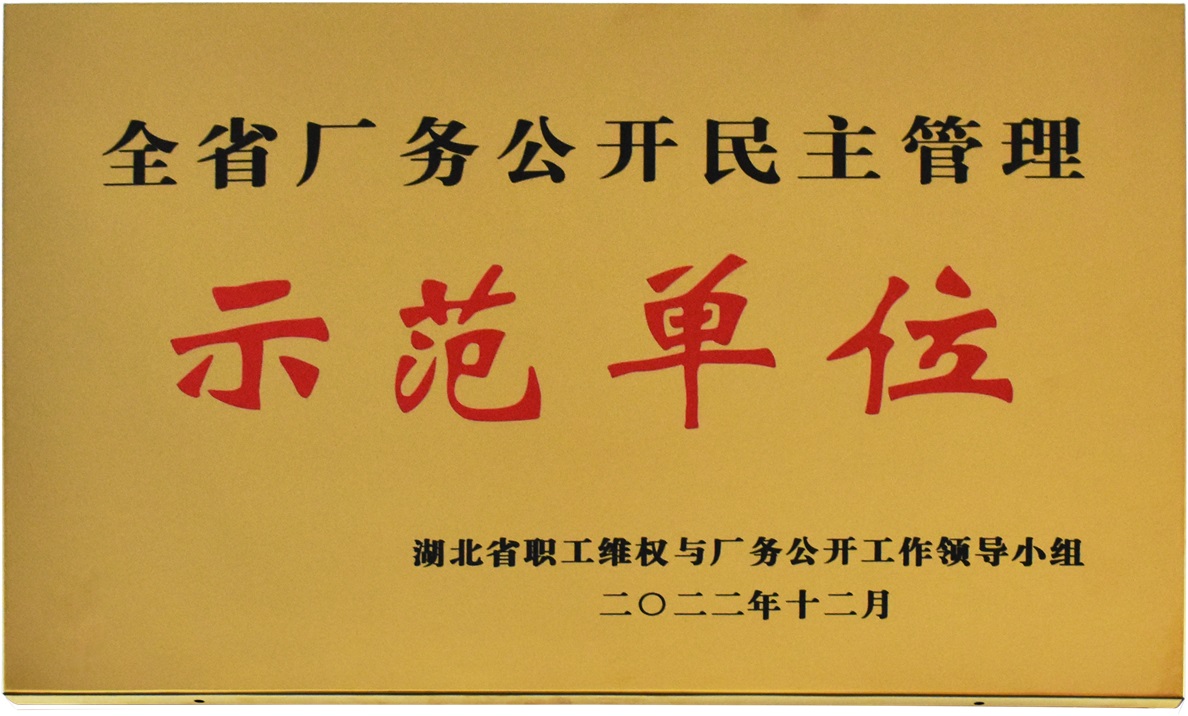 全省厂务公开民主管理
示范单位
湖北省职工维权与厂务公开工作领导小组
二〇二二年十二月